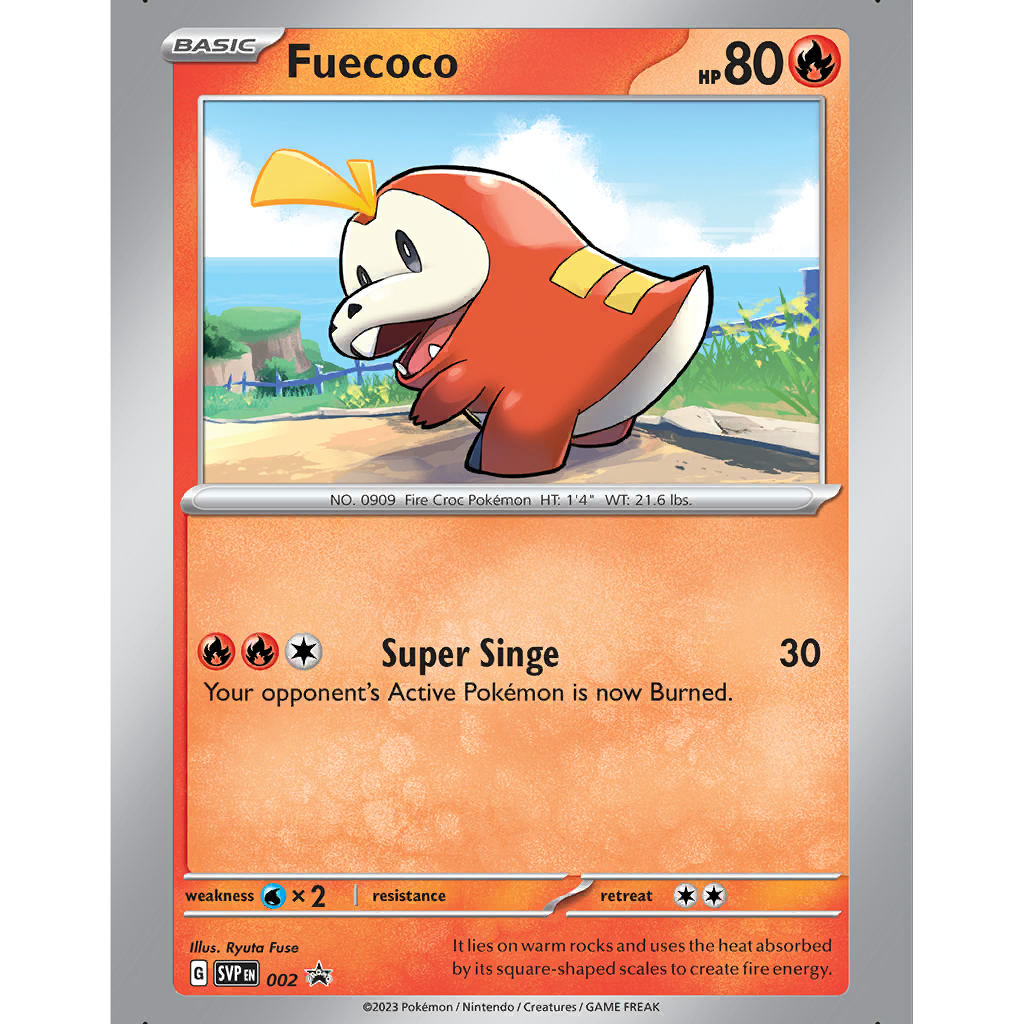 BASIC Fuecoco HP 80
NO. 0909 Fire Croc Pokémon HT: 1'4" WT: 21.6 lbs.
Super Singe 30
Your opponent's Active Pokémon is now Burned.
weakness × 2 resistance retreat
Illus. Ryuta Fuse
It lies on warm rocks and uses the heat absorbed
by its square-shaped scales to create fire energy.
G SVP EN 002
©2023 Pokémon / Nintendo / Creatures / GAME FREAK